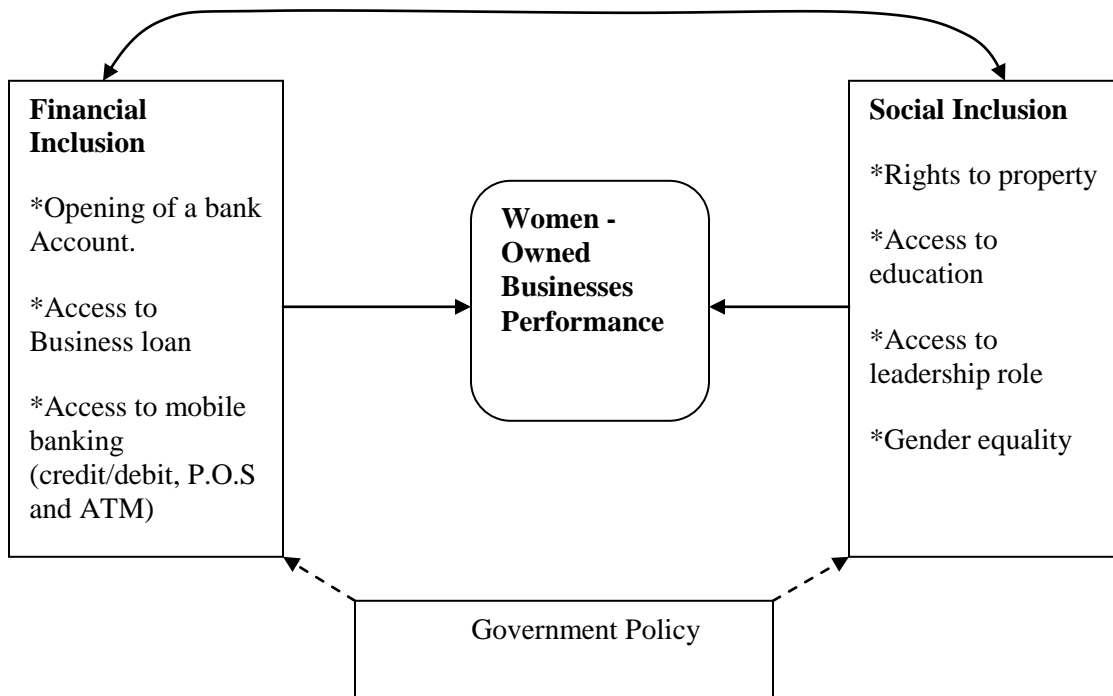 Financial
Inclusion
*Opening of a bank
Account.
*Access to
Business loan
*Access to mobile
banking
(credit/debit, P.O.S
and ATM)
Women -
Owned
Businesses
Performance
Social Inclusion
*Rights to property
*Access to
education
*Access to
leadership role
*Gender equality
Government Policy